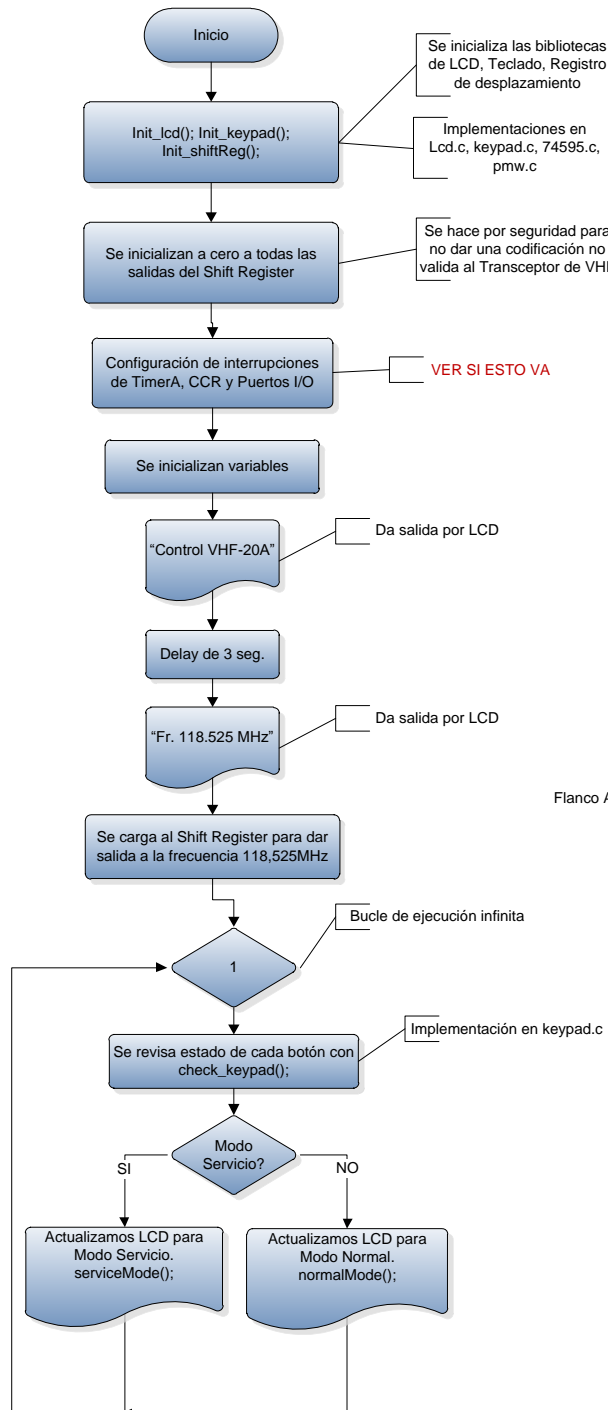 Inicio
Se inicializa las bibliotecas
de LCD, Teclado, Registro
de desplazamiento
Init_lcd(); Init_keypad();
Init_shiftReg();
Implementaciones en
Lcd.c, keypad.c, 74595.c,
pmw.c
Se inicializan a cero a todas las
salidas del Shift Register
Se hace por seguridad para
no dar una codificación no
valida al Transceptor de VH
Configuración de interrupciones
de TimerA, CCR y Puertos I/O
VER SI ESTO VA
Se inicializan variables
“Control VHF-20A”
Da salida por LCD
Delay de 3 seg.
“Fr. 118.525 MHz”
Da salida por LCD
Flanco A
Se carga al Shift Register para dar
salida a la frecuencia 118,525MHz
Bucle de ejecución infinita
1
Se revisa estado de cada botón con
check_keypad();
Implementación en keypad.c
Modo
Servicio?
SI
NO
Actualizamos LCD para
Modo Servicio.
serviceMode();
Actualizamos LCD para
Modo Normal.
normalMode();